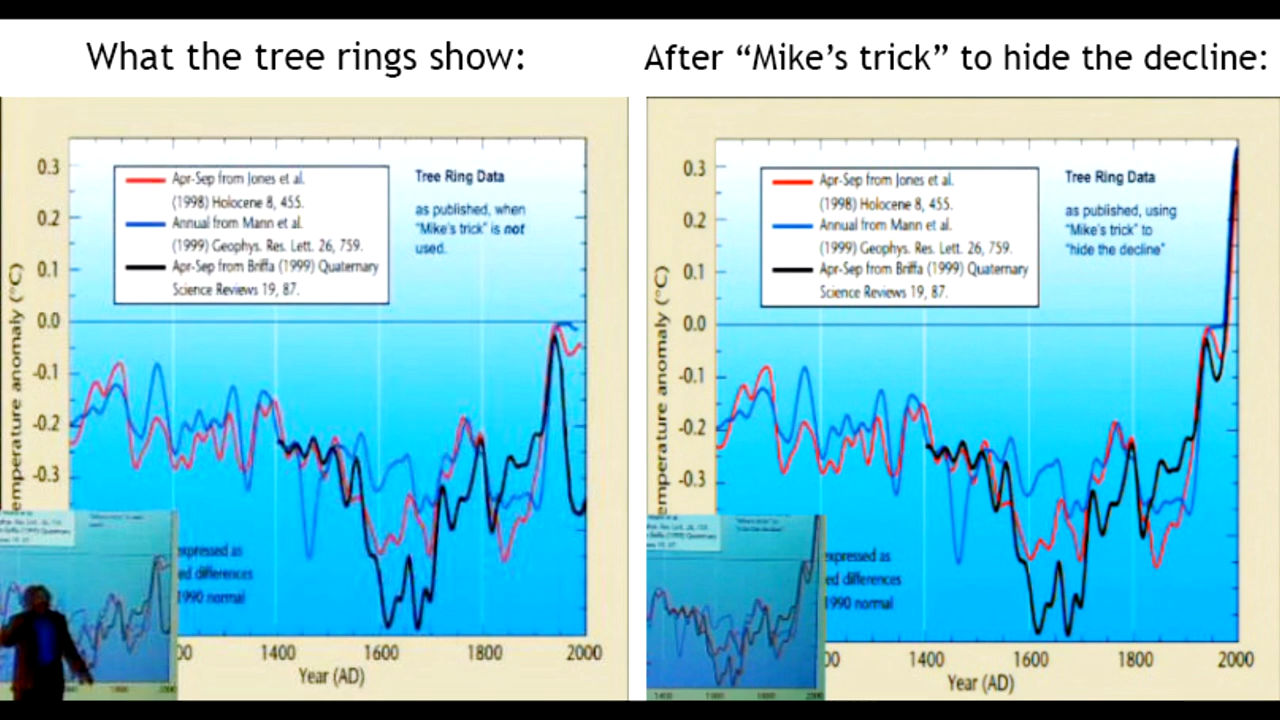 What the tree rings show:
0.3
0.2
0.1
0.0
-0.1
-0.2
-0.3
emperature anomaly (°C)
Apr-Sep from Jones et al.
(1998) Holocene 8, 455.
Annual from Mann et al.
(1999) Geophys. Res. Lett. 26, 759.
Apr-Sep from Briffa (1999) Quaternary
Science Reviews 19, 87.
Tree Ring Data
as published, when
"Mike's trick" is not
used.
expressed as
ed differences
1990 normal
00 1400 1600 1800 2000
Year (AD)
After “Mike’s trick” to hide the decline:
0.3
0.2
0.1
0.0
-0.1
-0.2
-0.3
emperature anomaly (°C)
Apr-Sep from Jones et al.
(1998) Holocene 8, 455.
Annual from Mann et al.
(1999) Geophys. Res. Lett. 26, 759.
Apr-Sep from Briffa (1999) Quaternary
Science Reviews 19, 87.
Tree Ring Data
as published, using
"Mike's trick" to
"hide the decline"
expressed as
ed differences
1990 normal
00 1400 1600 1800 2000
Year (AD)